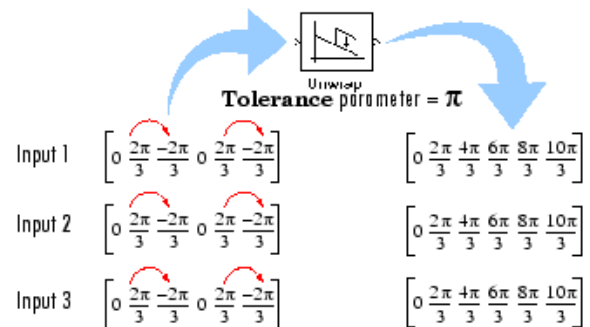 Unwrap
Tolerance parameter = π
Input 1 [0 2π/3 -2π/3 0 2π/3 -2π/3] [0 2π/3 4π/3 6π/3 8π/3 10π/3]
Input 2 [0 2π/3 -2π/3 0 2π/3 -2π/3] [0 2π/3 4π/3 6π/3 8π/3 10π/3]
Input 3 [0 2π/3 -2π/3 0 2π/3 -2π/3] [0 2π/3 4π/3 6π/3 8π/3 10π/3]